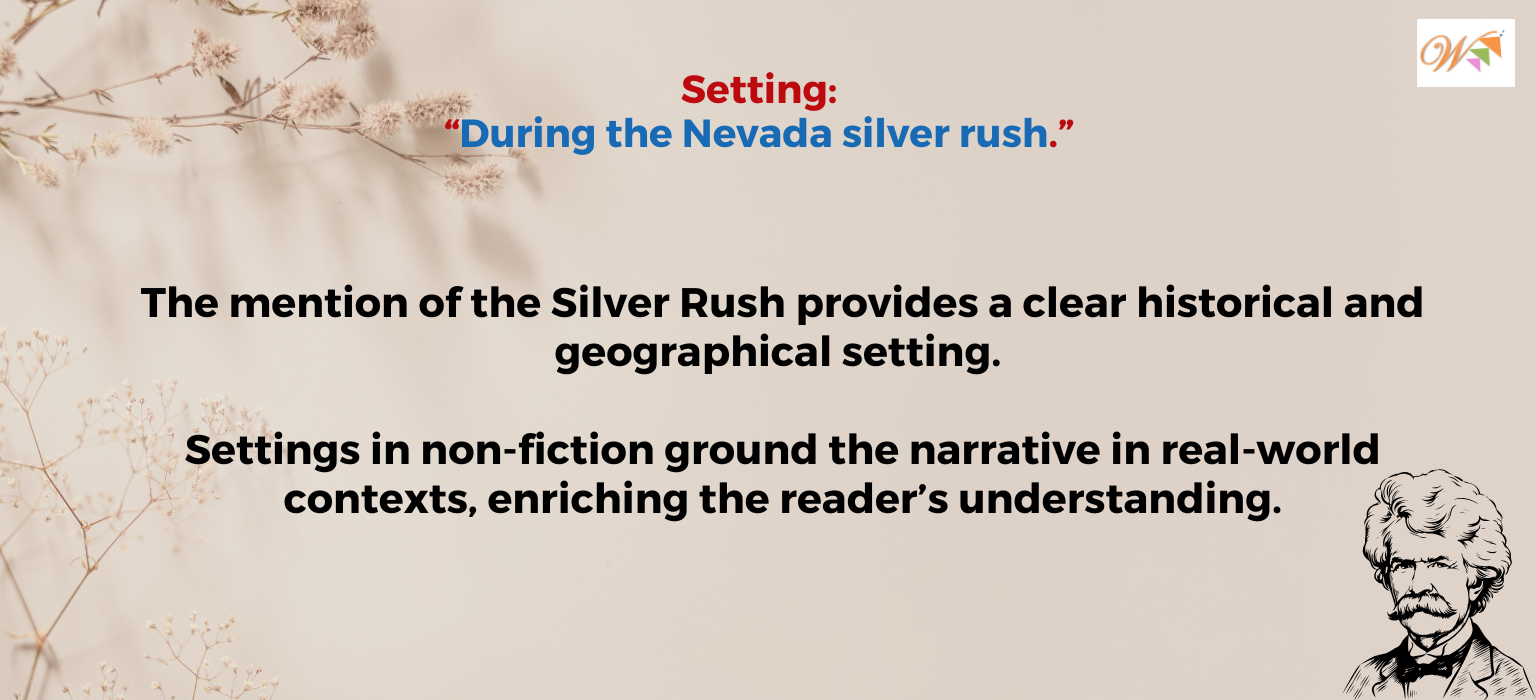 W
Setting:
“During the Nevada silver rush.”
The mention of the Silver Rush provides a clear historical and
geographical setting.
Settings in non-fiction ground the narrative in real-world
contexts, enriching the reader’s understanding.